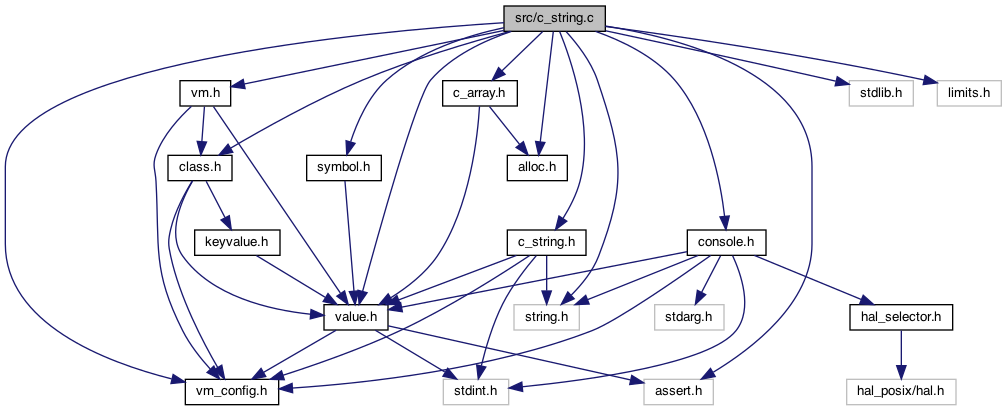 src/c_string.c
vm.h
c_array.h
stdlib.h
limits.h
class.h
symbol.h
alloc.h
keyvalue.h
c_string.h
console.h
value.h
string.h
stdarg.h
hal_selector.h
vm_config.h
stdint.h
assert.h
hal_posix/hal.h